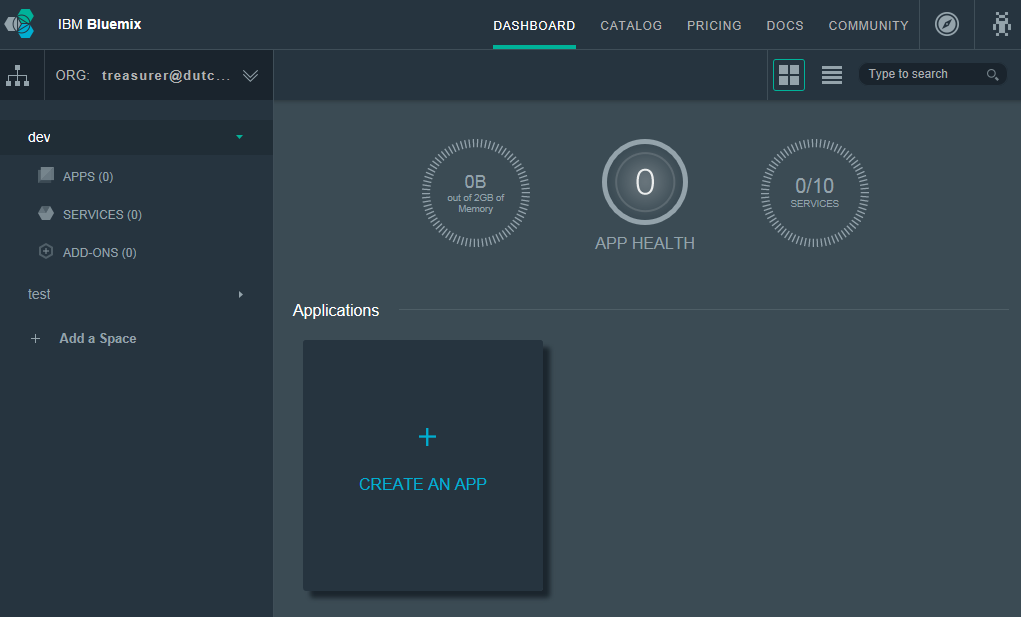 IBM Bluemix
DASHBOARD
CATALOG
PRICING
DOCS
COMMUNITY
ORG: treasurer@dutc...
Type to search
dev
APPS (0)
SERVICES (0)
ADD-ONS (0)
test
+ Add a Space
0B
out of 2GB of
Memory
0
APP HEALTH
0/10
SERVICES
Applications
+
CREATE AN APP